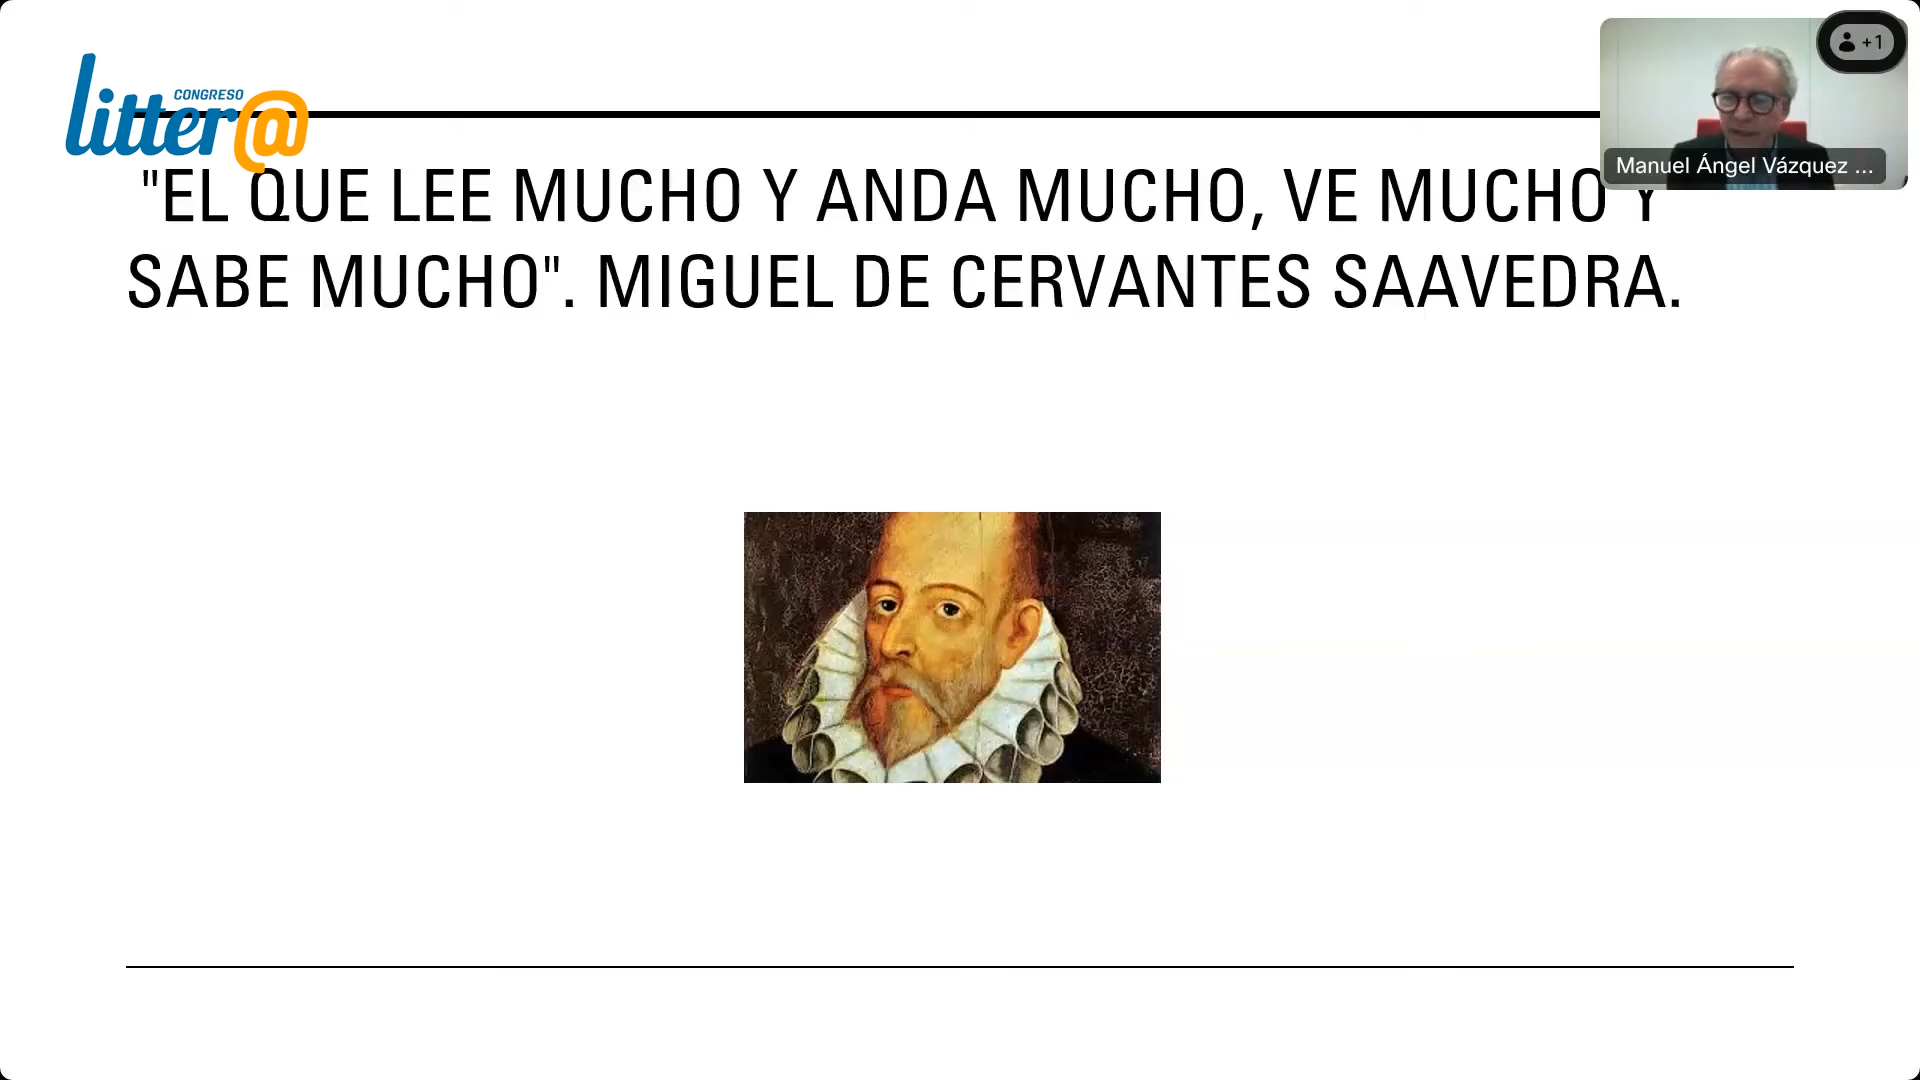 CONGRESO
litter@
+1
Manuel Ángel Vázquez ...
"EL QUE LEE MUCHO Y ANDA MUCHO, VE MUCHO Y
SABE MUCHO". MIGUEL DE CERVANTES SAAVEDRA.